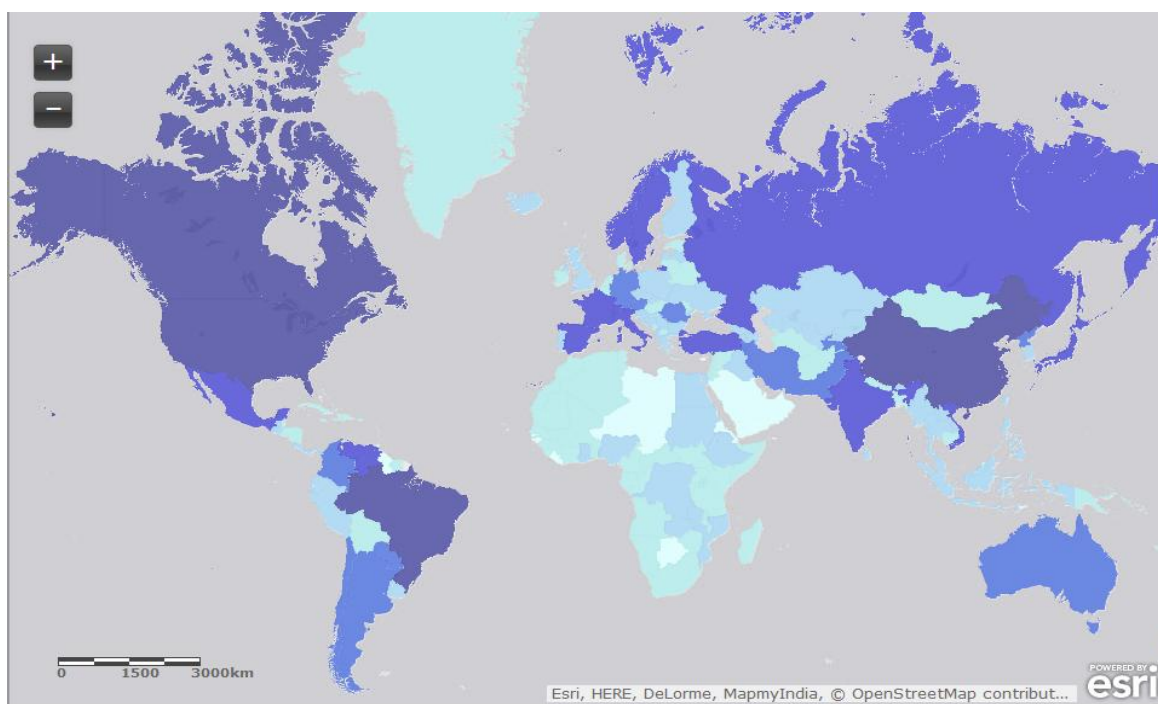 +
−
0 1500 3000km
Esri, HERE, DeLorme, MapmyIndia, © OpenStreetMap contribut...
POWERED BY
esri